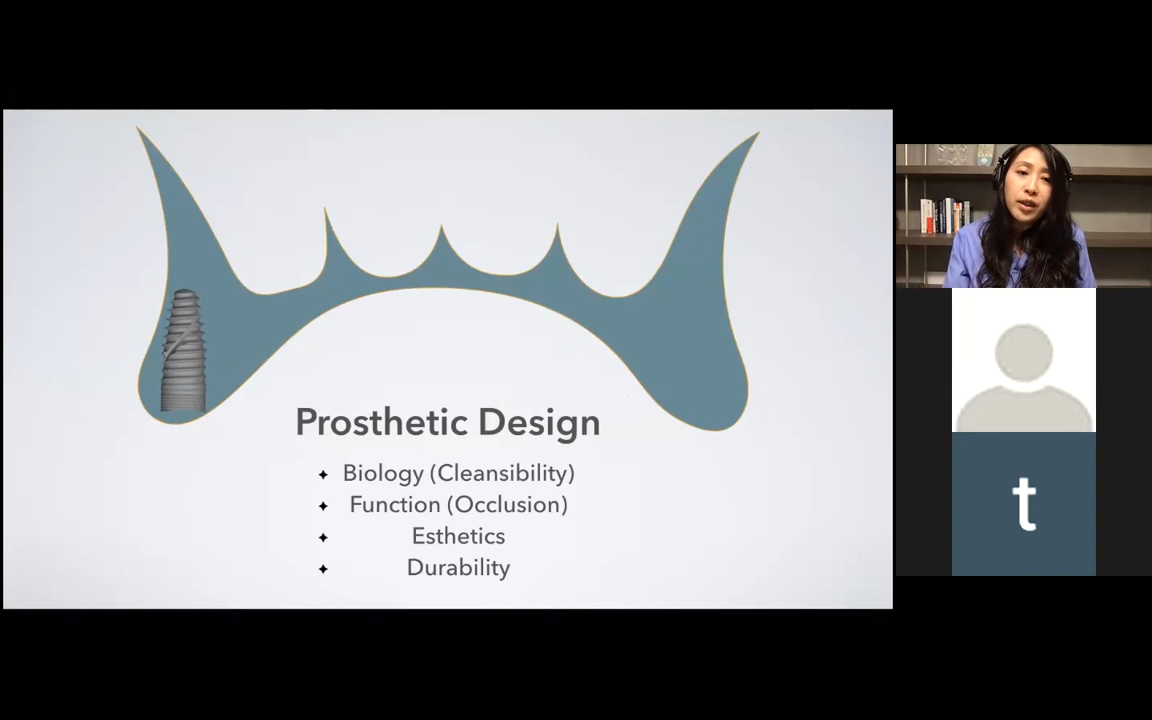 Prosthetic Design
✦ Biology (Cleansibility)
✦ Function (Occlusion)
✦ Esthetics
✦ Durability
t